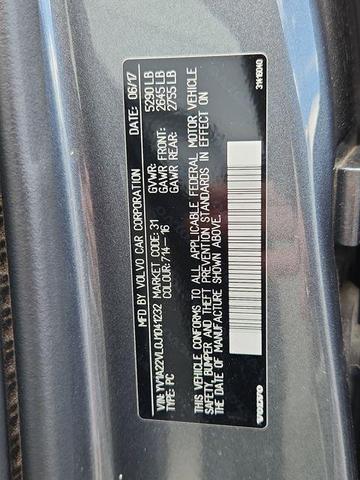 MFD BY VOLVO CAR CORPORATION DATE: 06/17
GVWR: 5290 LB
GAWR FRONT: 2645 LB
GAWR REAR: 2755 LB
VIN: YV1A22VL0J1041232 MARKET CODE: 31
TYPE: PC COLOUR: 714-16
THIS VEHICLE CONFORMS TO ALL APPLICABLE FEDERAL MOTOR VEHICLE
SAFETY, BUMPER AND THEFT PREVENTION STANDARDS IN EFFECT ON
THE DATE OF MANUFACTURE SHOWN ABOVE.
VOLVO